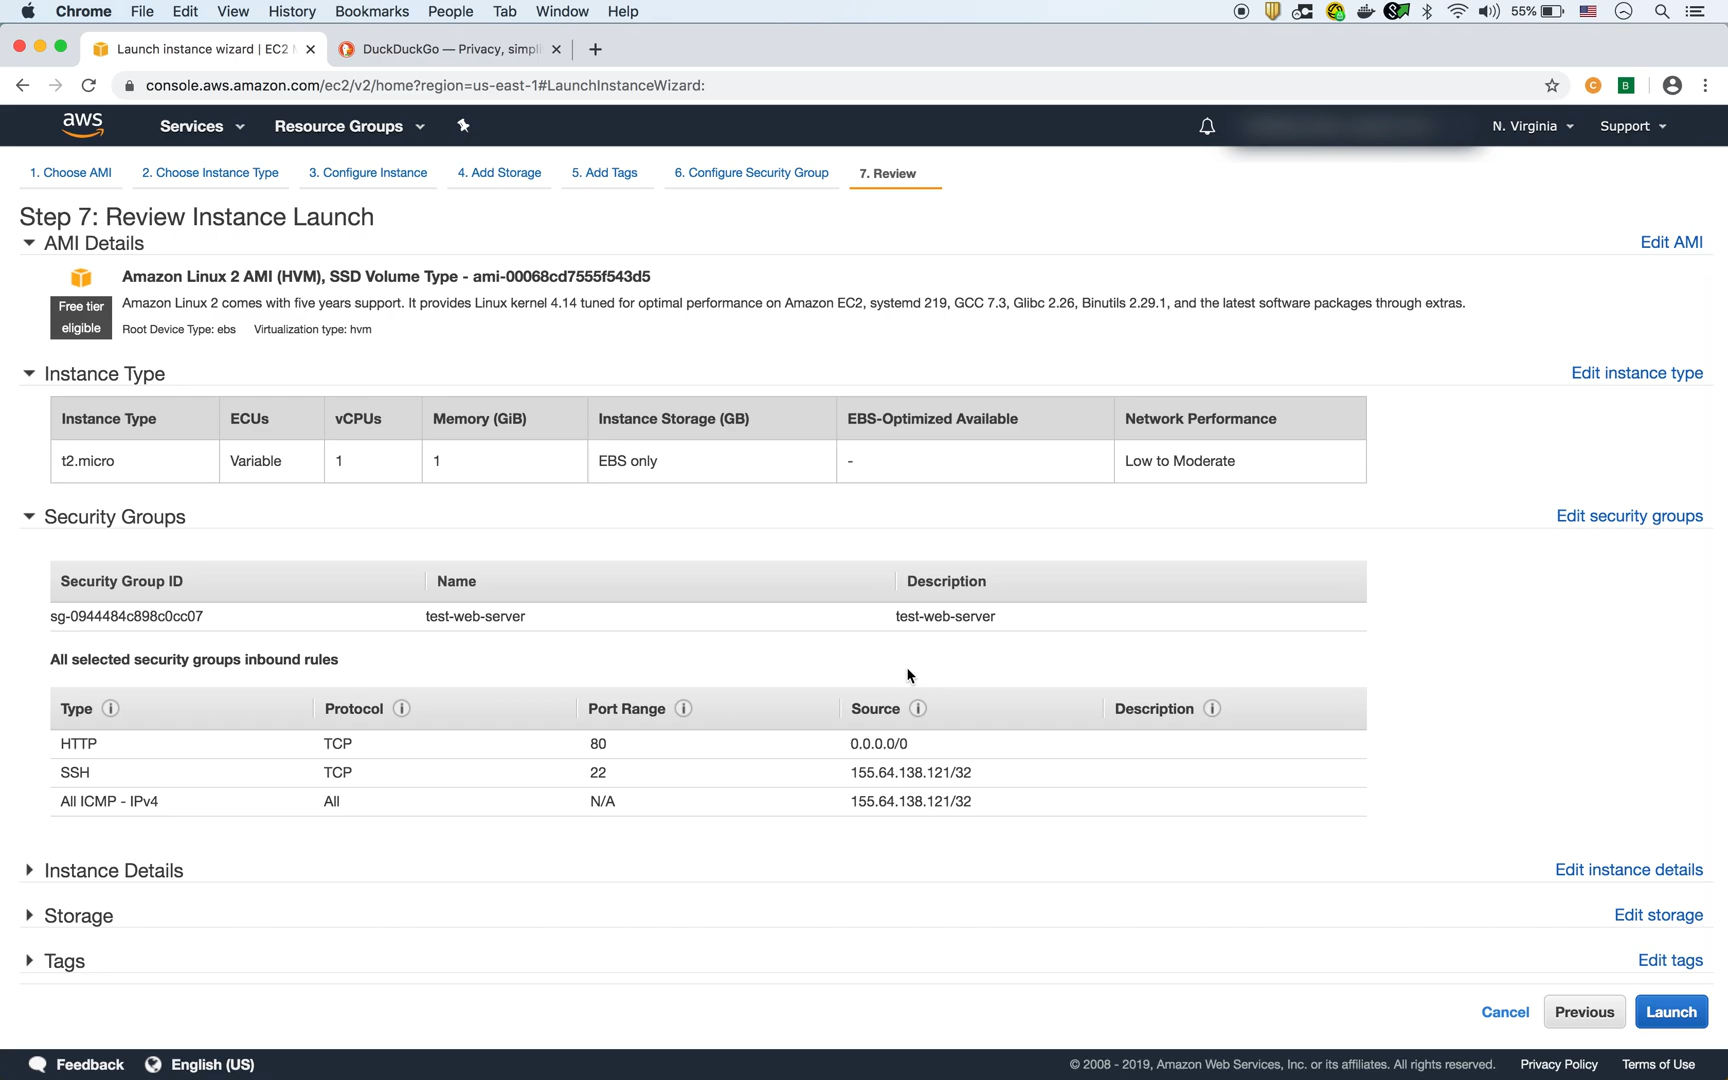 Chrome File Edit View History Bookmarks People Tab Window Help 55%
Launch instance wizard | EC2 DuckDuckGo — Privacy, simpli
console.aws.amazon.com/ec2/v2/home?region=us-east-1#LaunchInstanceWizard:
aws Services Resource Groups N. Virginia Support
1. Choose AMI 2. Choose Instance Type 3. Configure Instance 4. Add Storage 5. Add Tags 6. Configure Security Group 7. Review
Step 7: Review Instance Launch
AMI Details Edit AMI
Amazon Linux 2 AMI (HVM), SSD Volume Type - ami-00068cd7555f543d5
Free tier
eligible
Amazon Linux 2 comes with five years support. It provides Linux kernel 4.14 tuned for optimal performance on Amazon EC2, systemd 219, GCC 7.3, Glibc 2.26, Binutils 2.29.1, and the latest software packages through extras.
Root Device Type: ebs Virtualization type: hvm
Instance Type Edit instance type
Instance Type ECUs vCPUs Memory (GiB) Instance Storage (GB) EBS-Optimized Available Network Performance
t2.micro Variable 1 1 EBS only - Low to Moderate
Security Groups Edit security groups
Security Group ID Name Description
sg-0944484c898c0cc07 test-web-server test-web-server
All selected security groups inbound rules
Type Protocol Port Range Source Description
HTTP TCP 80 0.0.0.0/0
SSH TCP 22 155.64.138.121/32
All ICMP - IPv4 All N/A 155.64.138.121/32
Instance Details Edit instance details
Storage Edit storage
Tags Edit tags
Cancel Previous Launch
Feedback English (US) © 2008 - 2019, Amazon Web Services, Inc. or its affiliates. All rights reserved. Privacy Policy Terms of Use